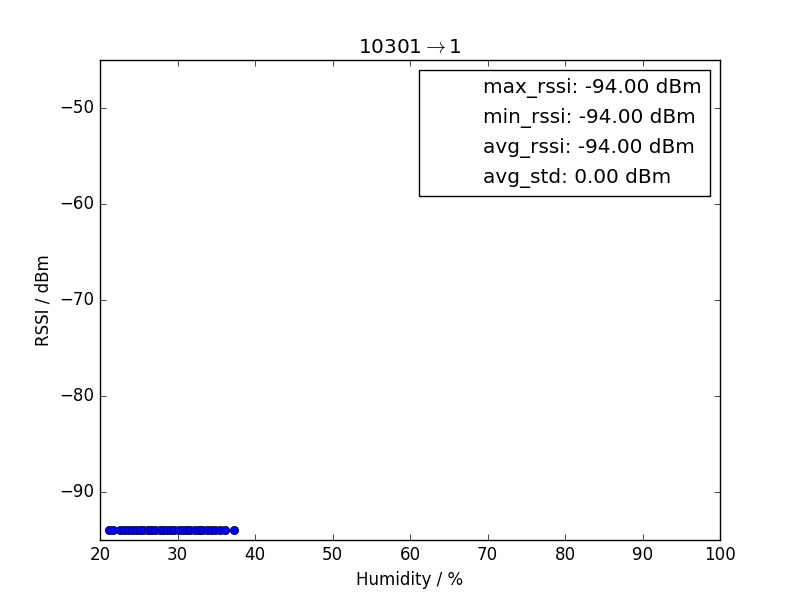 10301→1
max_rssi: -94.00 dBm
min_rssi: -94.00 dBm
avg_rssi: -94.00 dBm
avg_std: 0.00 dBm
−50
−60
−70
−80
−90
RSSI / dBm
20 30 40 50 60 70 80 90 100
Humidity / %